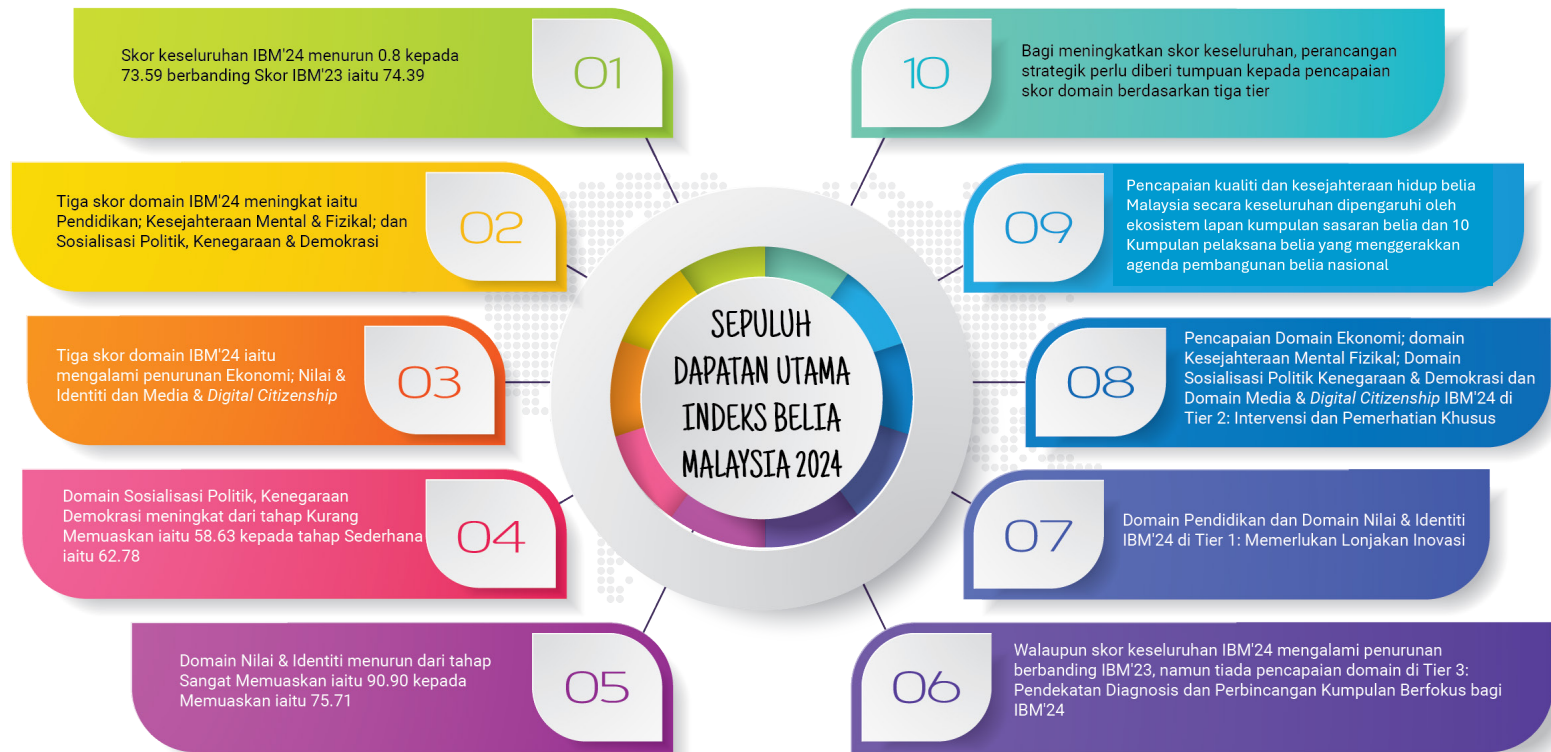 SEPULUH
DAPATAN UTAMA
INDEKS BELIA
MALAYSIA 2024
01
Skor keseluruhan IBM'24 menurun 0.8 kepada
73.59 berbanding Skor IBM'23 iaitu 74.39
02
Tiga skor domain IBM'24 meningkat iaitu
Pendidikan; Kesejahteraan Mental & Fizikal; dan
Sosialisasi Politik, Kenegaraan & Demokrasi
03
Tiga skor domain IBM'24 iaitu
mengalami penurunan Ekonomi; Nilai &
Identiti dan Media & Digital Citizenship
04
Domain Sosialisasi Politik, Kenegaraan
Demokrasi meningkat dari tahap Kurang
Memuaskan iaitu 58.63 kepada tahap Sederhana
iaitu 62.78
05
Domain Nilai & Identiti menurun dari tahap
Sangat Memuaskan iaitu 90.90 kepada
Memuaskan iaitu 75.71
06
Walaupun skor keseluruhan IBM'24 mengalami penurunan
berbanding IBM'23, namun tiada pencapaian domain di Tier 3:
Pendekatan Diagnosis dan Perbincangan Kumpulan Berfokus bagi
IBM'24
07
Domain Pendidikan dan Domain Nilai & Identiti
IBM'24 di Tier 1: Memerlukan Lonjakan Inovasi
08
Pencapaian Domain Ekonomi; domain
Kesejahteraan Mental Fizikal; Domain
Sosialisasi Politik Kenegaraan & Demokrasi dan
Domain Media & Digital Citizenship IBM'24 di
Tier 2: Intervensi dan Pemerhatian Khusus
09
Pencapaian kualiti dan kesejahteraan hidup belia
Malaysia secara keseluruhan dipengaruhi oleh
ekosistem lapan kumpulan sasaran belia dan 10
Kumpulan pelaksana belia yang menggerakkan
agenda pembangunan belia nasional
10
Bagi meningkatkan skor keseluruhan, perancangan
strategik perlu diberi tumpuan kepada pencapaian
skor domain berdasarkan tiga tier